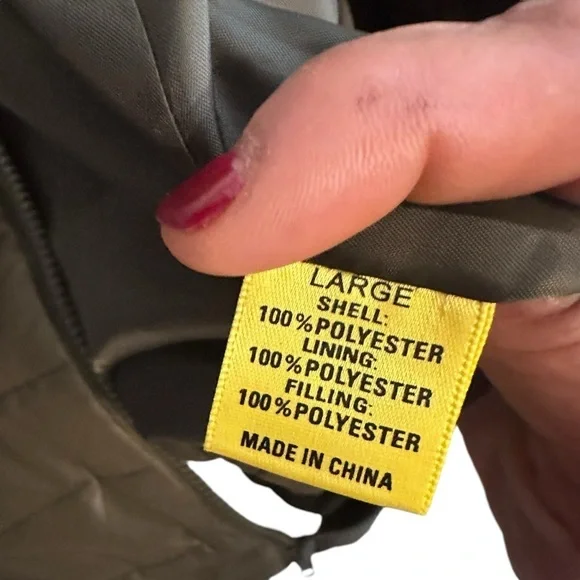 LARGE
SHELL:
100%POLYESTER
LINING:
100%POLYESTER
FILLING:
100%POLYESTER
MADE IN CHINA